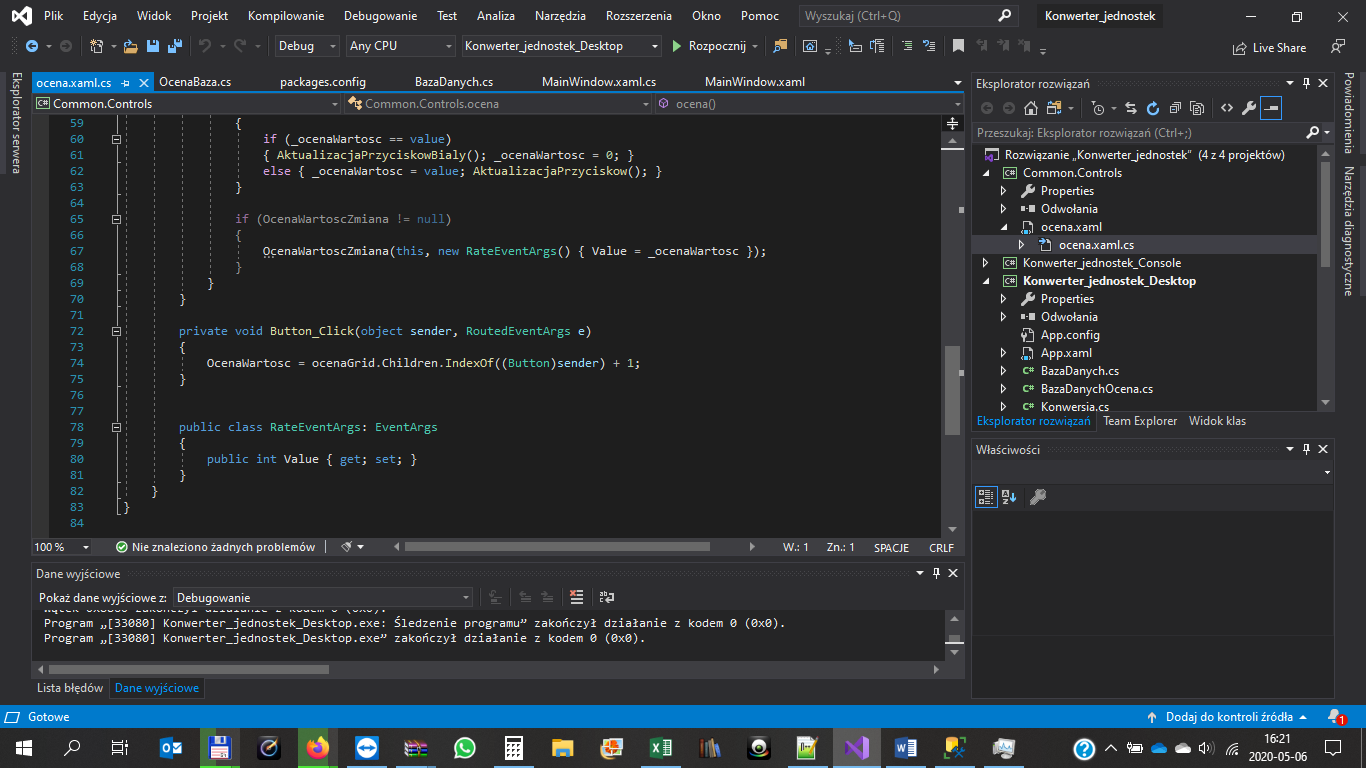 Plik Edycja Widok Projekt Kompilowanie Debugowanie Test Analiza Narzędzia Rozszerzenia Okno Pomoc Wyszukaj (Ctrl+Q) Konwerter_jednostek
Debug Any CPU Konwerter_jednostek_Desktop Rozpocznij Live Share
Eksplorator serwera
ocena.xaml.cs OcenaBaza.cs packages.config BazaDanych.cs MainWindow.xaml.cs MainWindow.xaml
Common.Controls Common.Controls.ocena ocena()
59 {
60 if (_ocenaWartosc == value)
61 { AktualizacjaPrzyciskowBialy(); _ocenaWartosc = 0; }
62 else { _ocenaWartosc = value; AktualizacjaPrzyciskow(); }
63 }
64
65 if (OcenaWartoscZmiana != null)
66 {
67 OcenaWartoscZmiana(this, new RateEventArgs() { Value = _ocenaWartosc });
68 }
69 }
70 }
71
72 private void Button_Click(object sender, RoutedEventArgs e)
73 {
74 OcenaWartosc = ocenaGrid.Children.IndexOf((Button)sender) + 1;
75 }
76
77
78 public class RateEventArgs: EventArgs
79 {
80 public int Value { get; set; }
81 }
82 }
83 }
84
100 % Nie znaleziono żadnych problemów W.: 1 Zn.: 1 SPACJE CRLF
Dane wyjściowe
Pokaż dane wyjściowe z: Debugowanie
Program „[33080] Konwerter_jednostek_Desktop.exe: Śledzenie programu” zakończył działanie z kodem 0 (0x0).
Program „[33080] Konwerter_jednostek_Desktop.exe” zakończył działanie z kodem 0 (0x0).
Lista błędów Dane wyjściowe
Eksplorator rozwiązań
Przeszukaj: Eksplorator rozwiązań (Ctrl+;)
Rozwiązanie „Konwerter_jednostek” (4 z 4 projektów)
Common.Controls
Properties
Odwołania
ocena.xaml
ocena.xaml.cs
Konwerter_jednostek_Console
Konwerter_jednostek_Desktop
Properties
Odwołania
App.config
App.xaml
BazaDanych.cs
BazaDanychOcena.cs
Konwersja.cs
Eksplorator rozwiązań Team Explorer Widok klas
Właściwości
Powiadomienia
Narzędzia diagnostyczne
Gotowe Dodaj do kontroli źródła 1
16:21
2020-05-06